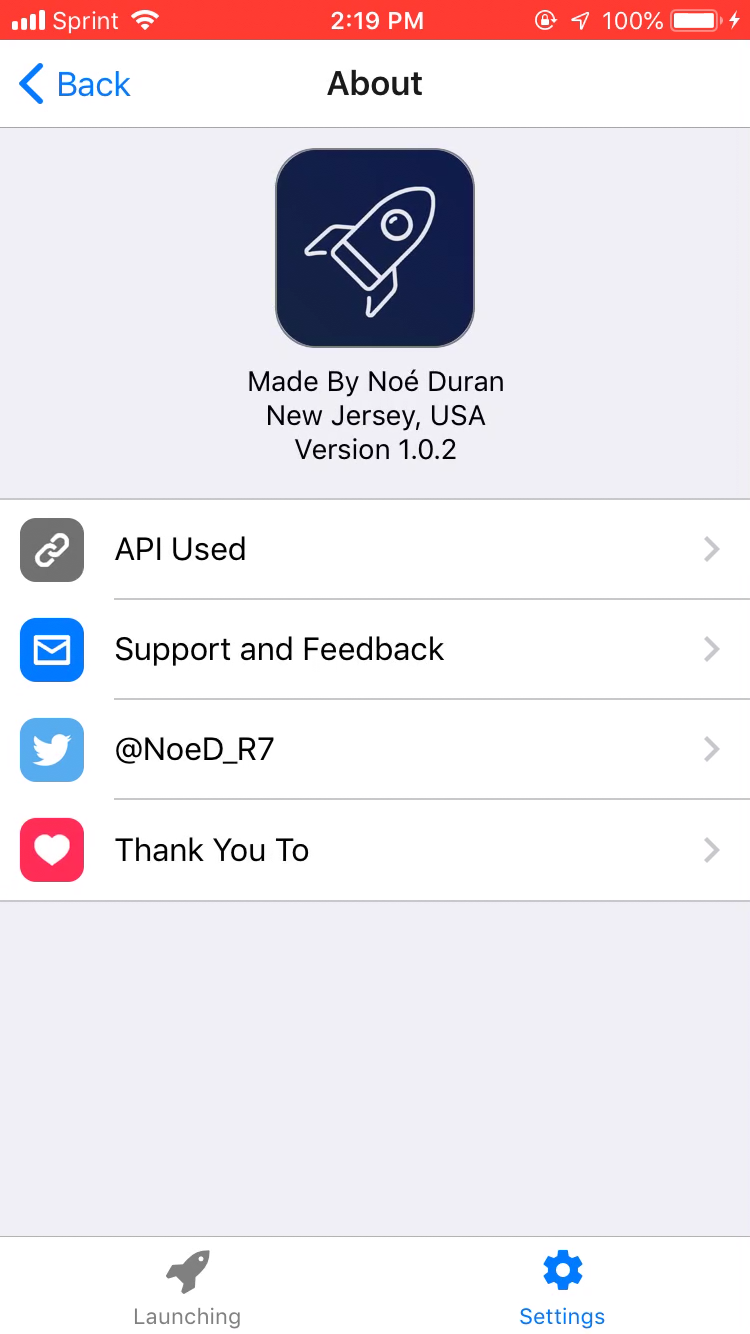 Sprint 2:19 PM 100%
Back About
Made By Noé Duran
New Jersey, USA
Version 1.0.2
API Used
Support and Feedback
@NoeD_R7
Thank You To
Launching Settings